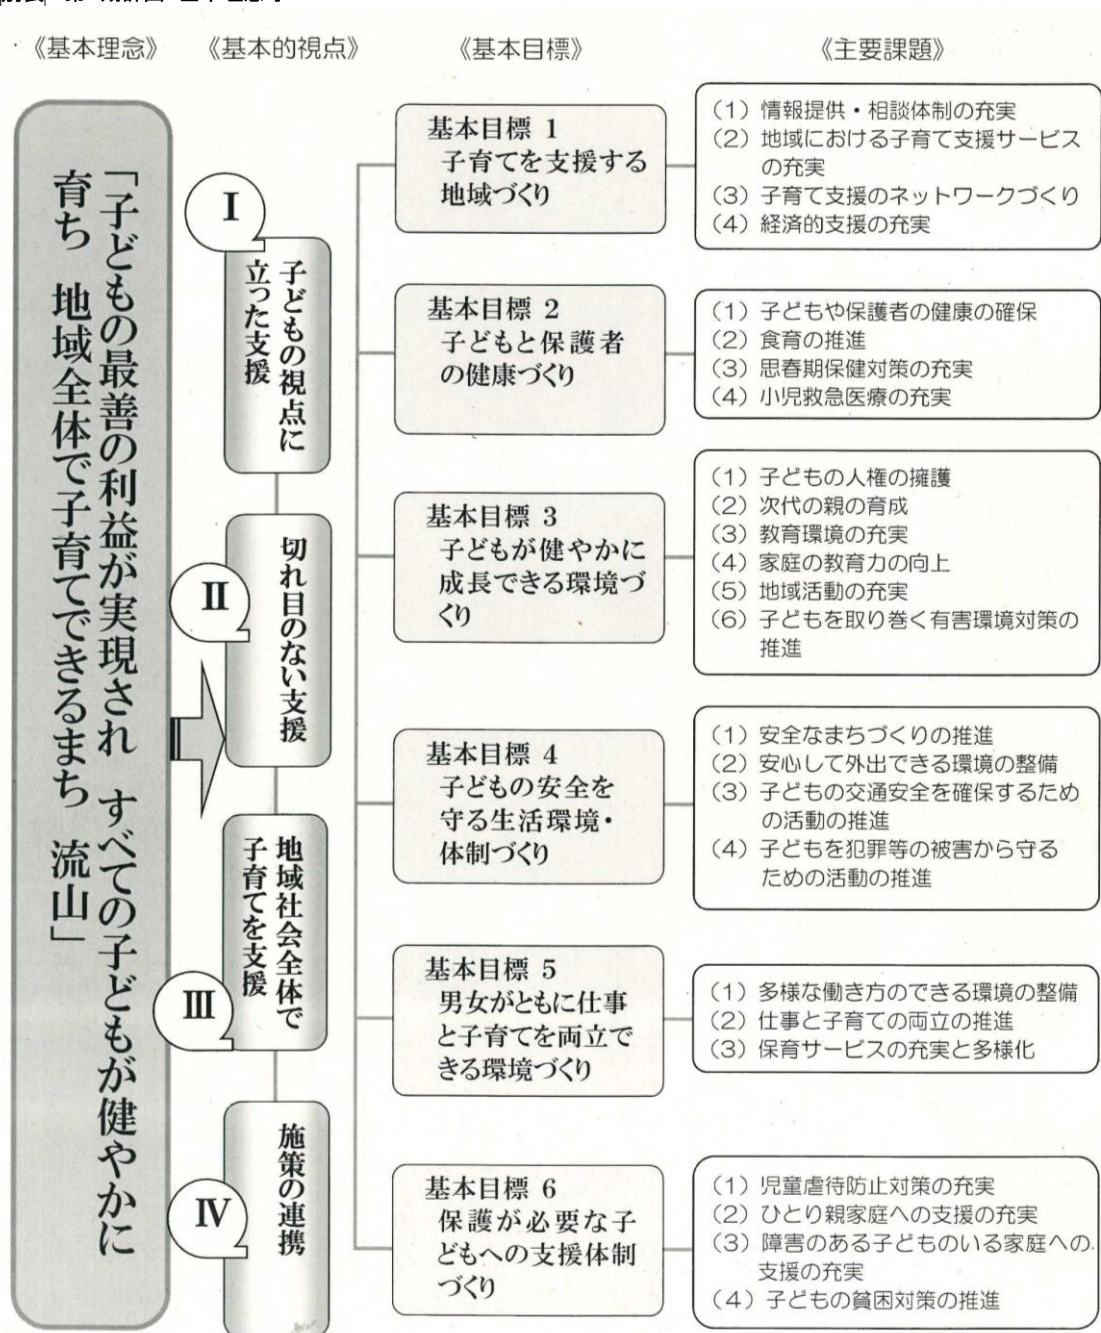 《基本理念》
《基本的視点》
《基本目標》
《主要課題》
「子どもの最善の利益が実現され すべての子どもが健やかに
育ち 地域全体で子育てできるまち 流山」
I
子どもの視点に
立った支援
II
切れ目のない支援
地域社会全体で
子育てを支援
III
施策の連携
IV
基本目標 1
子育てを支援する
地域づくり
(1) 情報提供・相談体制の充実
(2) 地域における子育て支援サービス
の充実
(3) 子育て支援のネットワークづくり
(4) 経済的支援の充実
基本目標 2
子どもと保護者
の健康づくり
(1) 子どもや保護者の健康の確保
(2) 食育の推進
(3) 思春期保健対策の充実
(4) 小児救急医療の充実
基本目標 3
子どもが健やかに
成長できる環境づ
くり
(1) 子どもの人権の擁護
(2) 次代の親の育成
(3) 教育環境の充実
(4) 家庭の教育力の向上
(5) 地域活動の充実
(6) 子どもを取り巻く有害環境対策の
推進
基本目標 4
子どもの安全を
守る生活環境・
体制づくり
(1) 安全なまちづくりの推進
(2) 安心して外出できる環境の整備
(3) 子どもの交通安全を確保するため
の活動の推進
(4) 子どもを犯罪等の被害から守る
ための活動の推進
基本目標 5
男女がともに仕事
と子育てを両立で
きる環境づくり
(1) 多様な働き方のできる環境の整備
(2) 仕事と子育ての両立の推進
(3) 保育サービスの充実と多様化
基本目標 6
保護が必要な子
どもへの支援体制
づくり
(1) 児童虐待防止対策の充実
(2) ひとり親家庭への支援の充実
(3) 障害のある子どものいる家庭への
支援の充実
(4) 子どもの貧困対策の推進